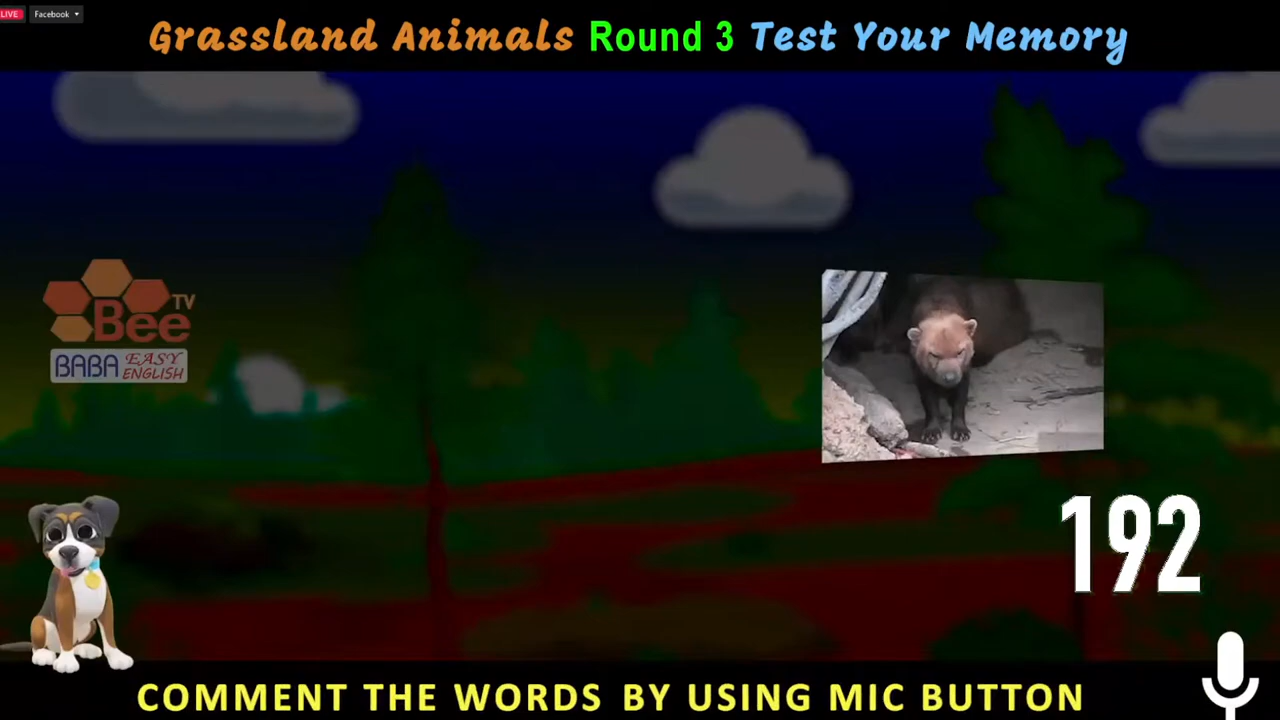 LIVE
Facebook
Grassland Animals Round 3 Test Your Memory
Bee TV
BABA EASY ENGLISH
192
COMMENT THE WORDS BY USING MIC BUTTON